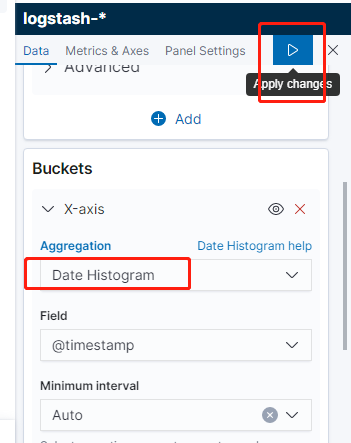 logstash-*
Data Metrics & Axes Panel Settings
Advanced
Apply changes
Add
Buckets
X-axis
Aggregation Date Histogram help
Date Histogram
Field
@timestamp
Minimum interval
Auto